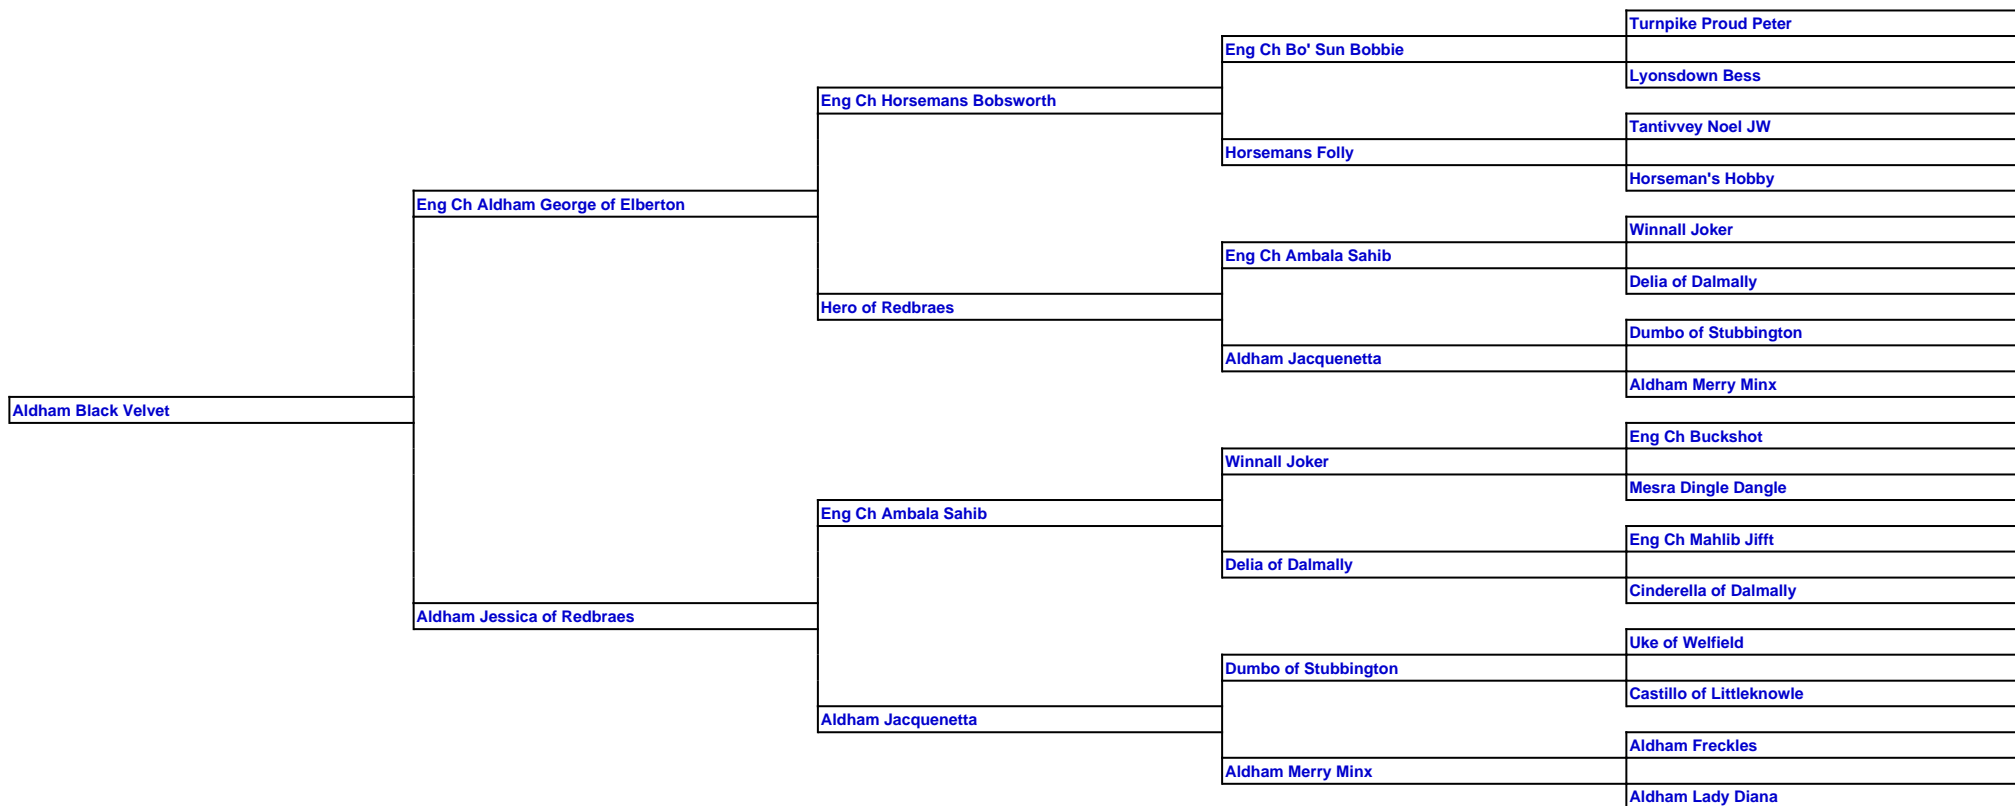 Turnpike Proud Peter
Eng Ch Bo' Sun Bobbie
Lyonsdown Bess
Eng Ch Horsemans Bobsworth
Tantivvey Noel JW
Horsemans Folly
Horseman's Hobby
Eng Ch Aldham George of Elberton
Winnall Joker
Eng Ch Ambala Sahib
Delia of Dalmally
Hero of Redbraes
Dumbo of Stubbington
Aldham Jacquenetta
Aldham Merry Minx
Aldham Black Velvet
Eng Ch Buckshot
Winnall Joker
Mesra Dingle Dangle
Eng Ch Ambala Sahib
Eng Ch Mahlib Jifft
Delia of Dalmally
Cinderella of Dalmally
Aldham Jessica of Redbraes
Uke of Welfield
Dumbo of Stubbington
Castillo of Littleknowle
Aldham Jacquenetta
Aldham Freckles
Aldham Merry Minx
Aldham Lady Diana